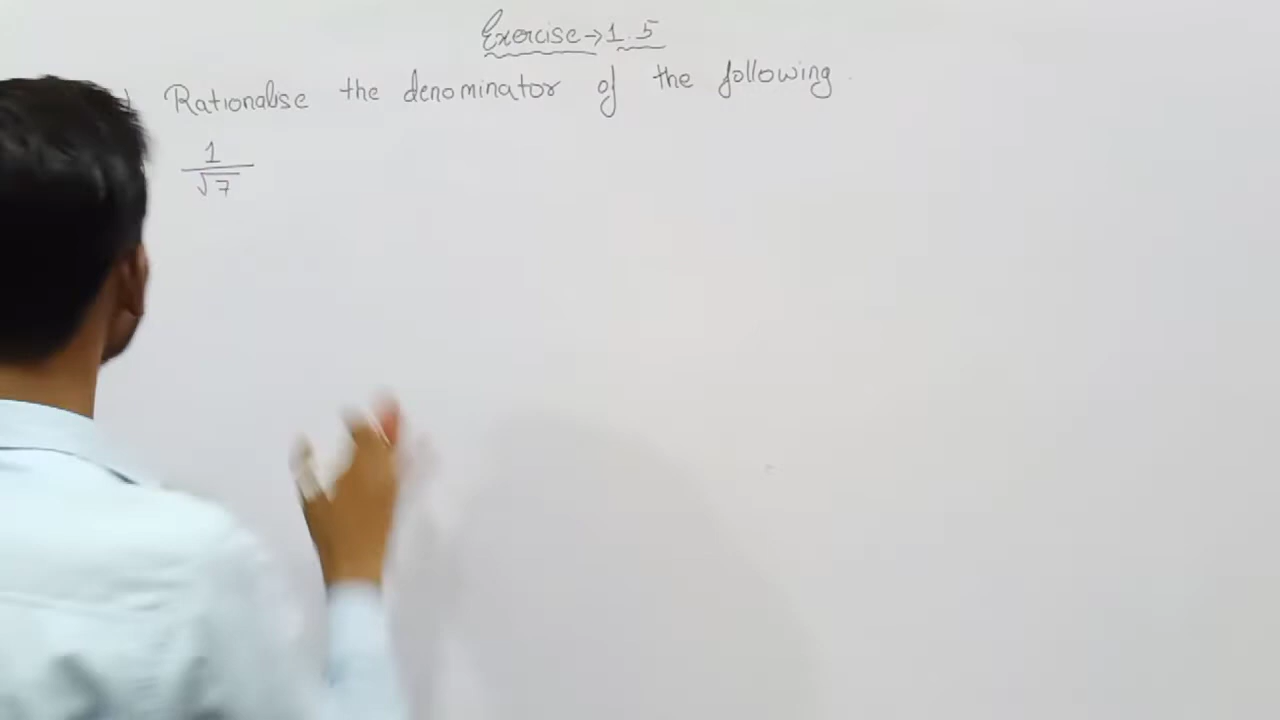 Exercise→1.5
Rationalise the denominator of the following
1
√7